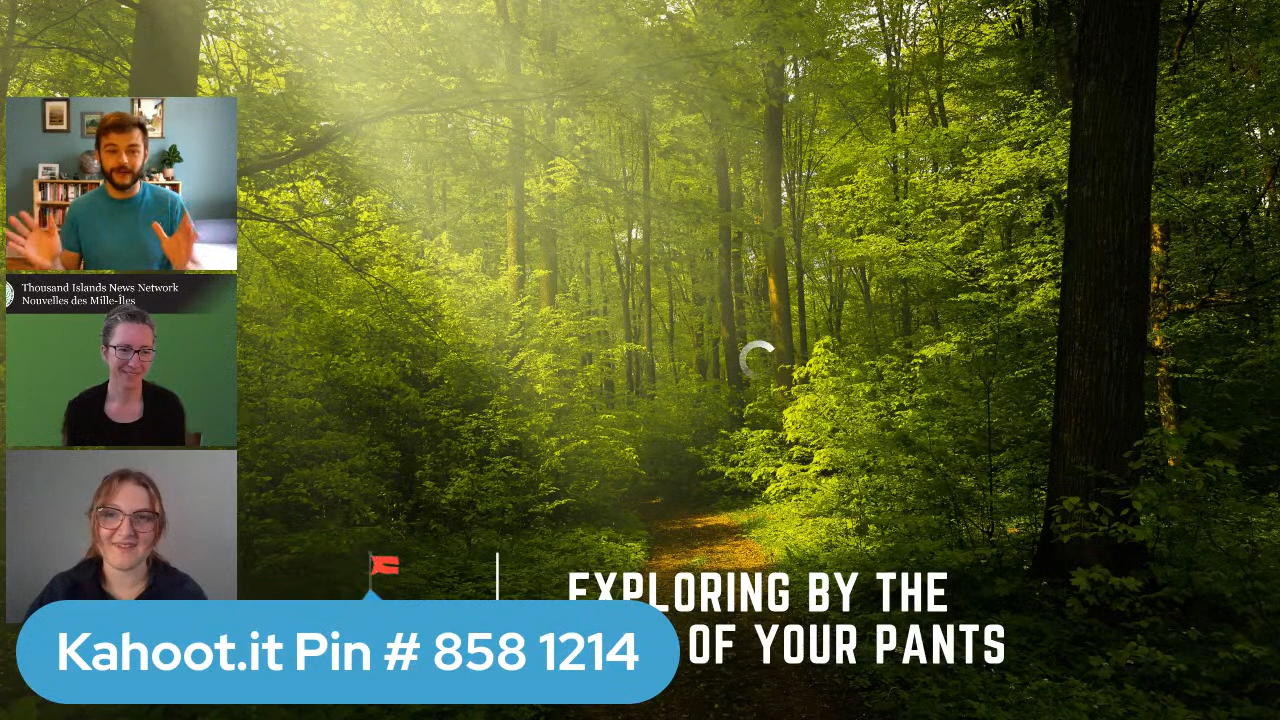 Thousand Islands News Network
Nouvelles des Mille-Îles
EXPLORING BY THE
OF YOUR PANTS
Kahoot.it Pin # 858 1214